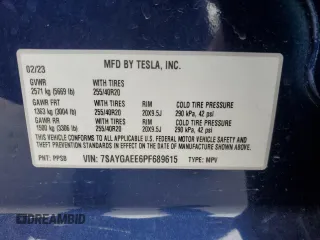 02/23 MFD BY TESLA, INC.
GVWR WITH TIRES
2571 kg (5669 lb) 255/40R20
GAWR FRT WITH TIRES RIM COLD TIRE PRESSURE
1363 kg (3004 lb) 255/40R20 20X9.5J 290 kPa, 42 psi
GAWR RR WITH TIRES RIM COLD TIRE PRESSURE
1500 kg (3306 lb) 255/40R20 20X9.5J 290 kPa, 42 psi
THIS VEHICLE CONFORMS TO ALL APPLICABLE U.S.
FEDERAL MOTOR VEHICLE SAFETY AND THEFT
PREVENTION STANDARDS IN EFFECT ON THE DATE OF
MANUFACTURE SHOWN ABOVE.
PNT: PPSB VIN: 7SAYGAEE6PF689615 TYPE: MPV
AMERIBID